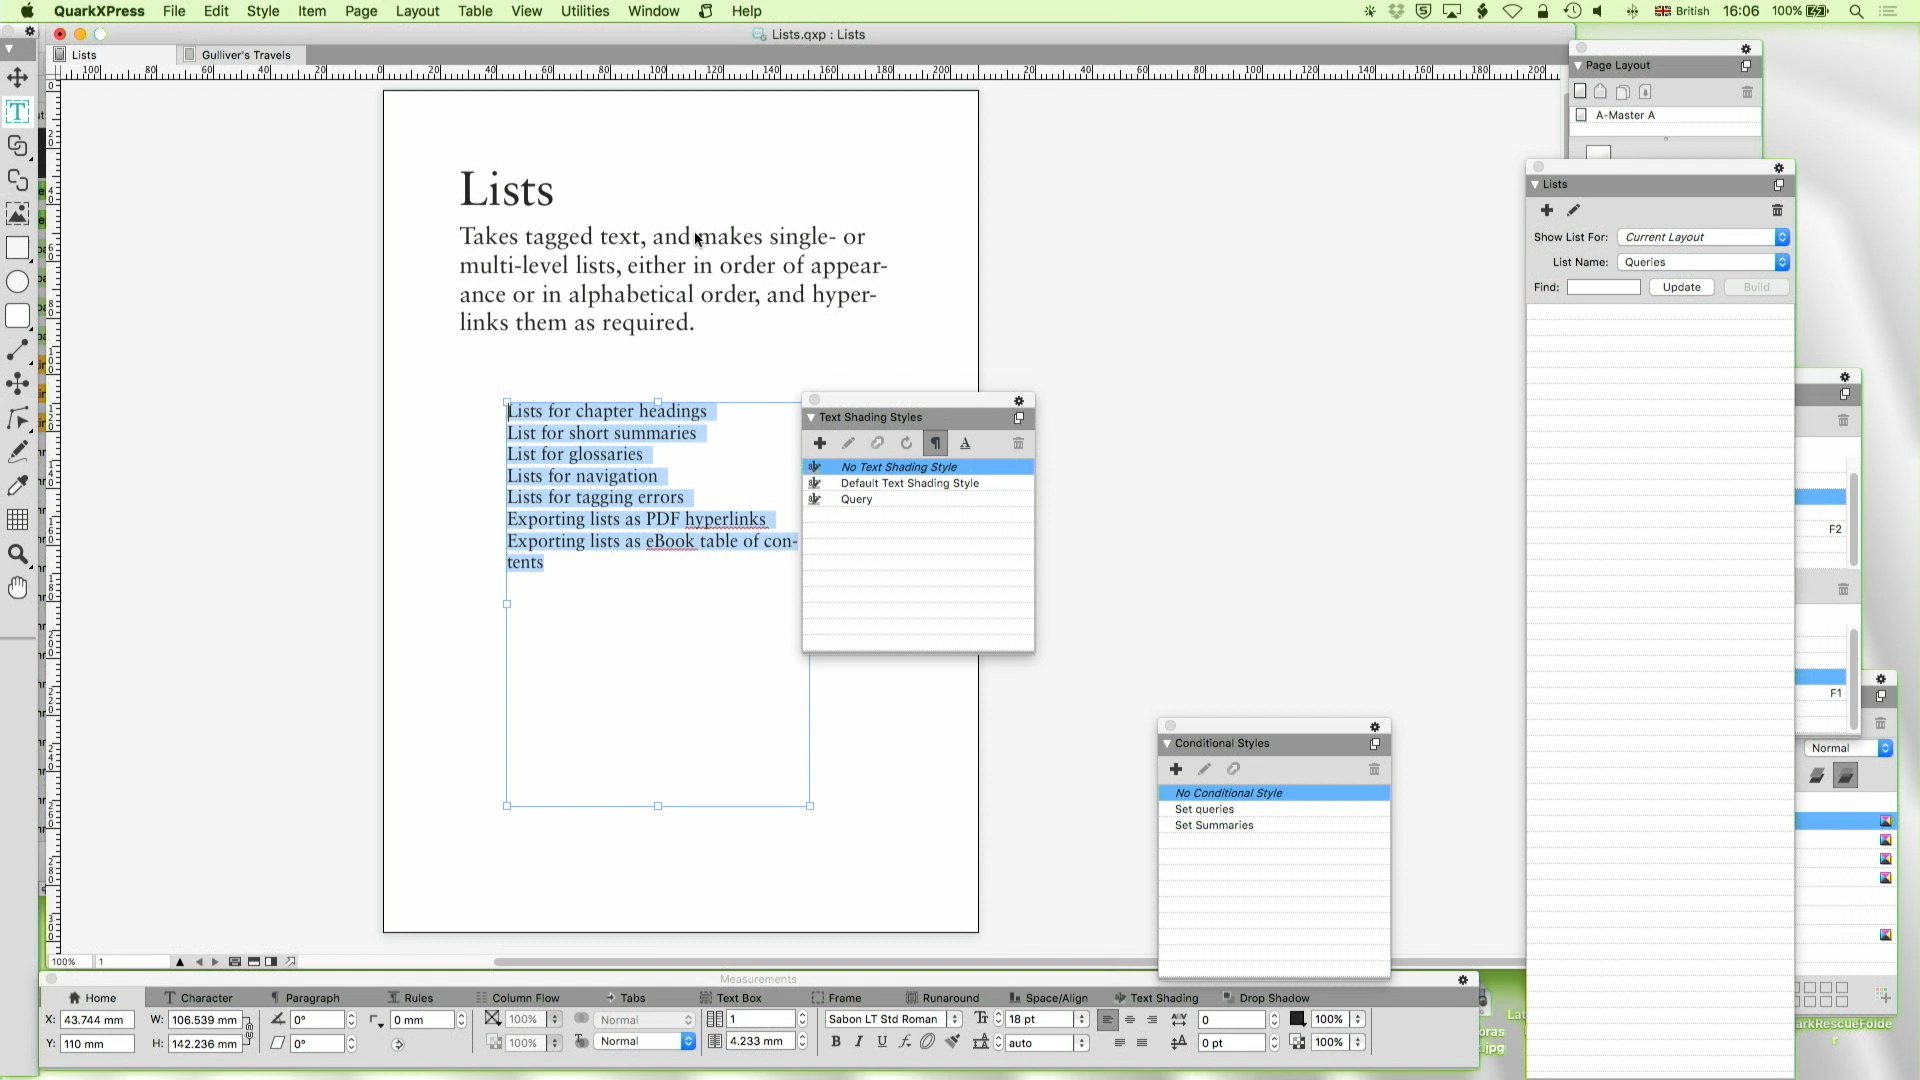 QuarkXPress File Edit Style Item Page Layout Table View Utilities Window Help British 16:06 100%
Lists.qxp : Lists
Lists Gulliver's Travels
Page Layout
A-Master A
Lists
Takes tagged text, and makes single- or
multi-level lists, either in order of appear-
ance or in alphabetical order, and hyper-
links them as required.
Lists for chapter headings
List for short summaries
List for glossaries
Lists for navigation
Lists for tagging errors
Exporting lists as PDF hyperlinks
Exporting lists as eBook table of con-
tents
Text Shading Styles
No Text Shading Style
Default Text Shading Style
Query
Conditional Styles
No Conditional Style
Set queries
Set Summaries
Lists
Show List For: Current Layout
List Name: Queries
Find: Update Build
F2
F1
Normal
100% 1
Measurements
Home Character Paragraph Rules Column Flow Tabs Text Box Frame Runaround Space/Align Text Shading Drop Shadow
X: 43.744 mm W: 106.539 mm 0° 0 mm 100% Normal 1 Sabon LT Std Roman 18 pt 0 100%
Y: 110 mm H: 142.236 mm 0° 100% Normal 4.233 mm B I U auto 0 pt 100%
arkRescueFolde
r
oras
.jpg